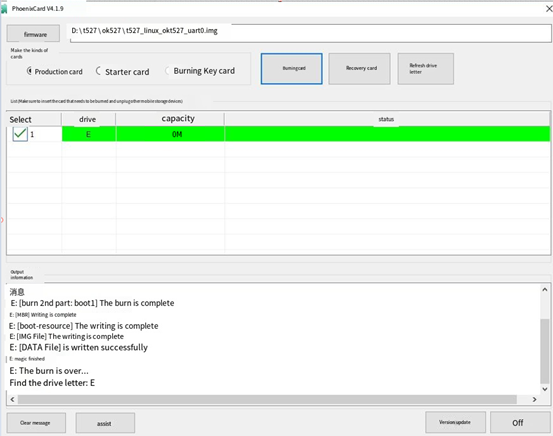 PhoenixCard V4.1.9
firmware
D:\t527\ok527\t527_linux_okt527_uart0.img
Make the kinds of
cards
Production card
Starter card
Burning Key card
Burning card
Recovery card
Refresh drive
letter
List(Make sure to insert the card that needs to be burned and unplug other mobile storage devices)
Select drive capacity status
1 E 0M
Output
information
消息
E: [burn 2nd part: boot1] The burn is complete
E: [MBR] Writing is complete
E: [boot-resource] The writing is complete
E: [IMG File] The writing is complete
E: [DATA File] is written successfully
E: magic finished
E: The burn is over...
Find the drive letter: E
Clear message
assist
Version update
Off